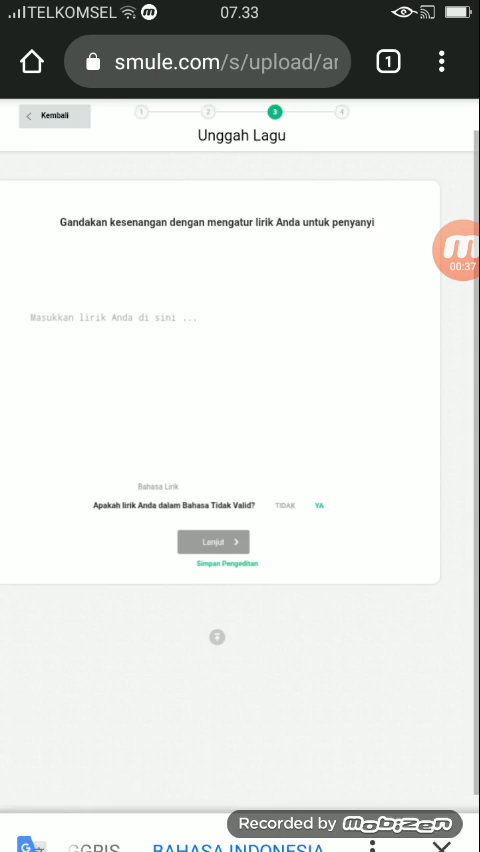 TELKOMSEL 07.33
smule.com/s/upload/ar 1
Kembali
1 2 3 4
Unggah Lagu
Gandakan kesenangan dengan mengatur lirik Anda untuk penyanyi
00:37
Masukkan lirik Anda di sini ...
Bahasa Lirik
Apakah lirik Anda dalam Bahasa Tidak Valid? TIDAK YA
Lanjut
Simpan Pengeditan
Recorded by mobizen
GGRIS BAHASA INDONESIA